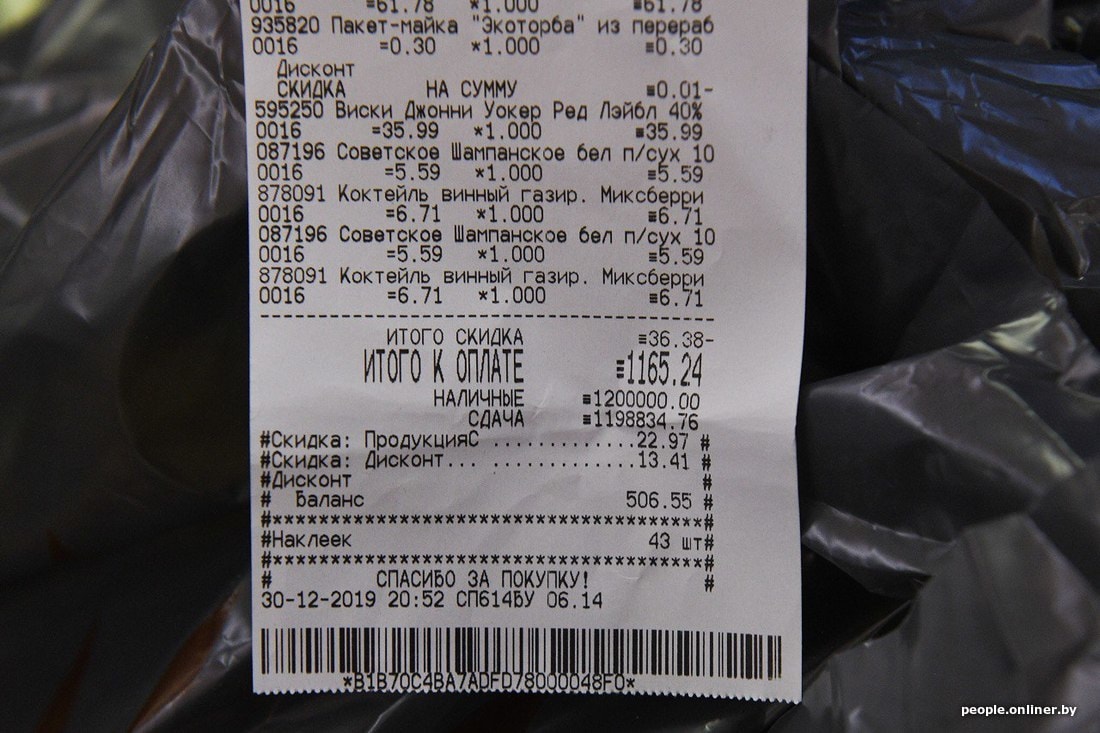 0016 =61.78 *1.000 ≡61.78
935820 Пакет-майка "Экоторба" из перераб
0016 =0.30 *1.000 ≡0.30
Дисконт
СКИДКА НА СУММУ ≡0.01-
595250 Виски Джонни Уокер Ред Лэйбл 40%
0016 =35.99 *1.000 ≡35.99
087196 Советское Шампанское бел п/сух 10
0016 =5.59 *1.000 ≡5.59
878091 Коктейль винный газир. Миксберри
0016 =6.71 *1.000 ≡6.71
087196 Советское Шампанское бел п/сух 10
0016 =5.59 *1.000 ≡5.59
878091 Коктейль винный газир. Миксберри
0016 =6.71 *1.000 ≡6.71
----------------------------------------
ИТОГО СКИДКА ≡36.38-
ИТОГО К ОПЛАТЕ ≡1165.24
НАЛИЧНЫЕ ≡1200000.00
СДАЧА ≡1198834.76
#Скидка: ПродукцияС .............22.97 #
#Скидка: Дисконт... .............13.41 #
#Дисконт #
# Баланс 506.55 #
#**************************************#
#Наклеек 43 шт#
#**************************************#
# СПАСИБО ЗА ПОКУПКУ! #
30-12-2019 20:52 СП614БУ 06.14
*B1B70C4BA7ADFD78000048F0*
people.onliner.by